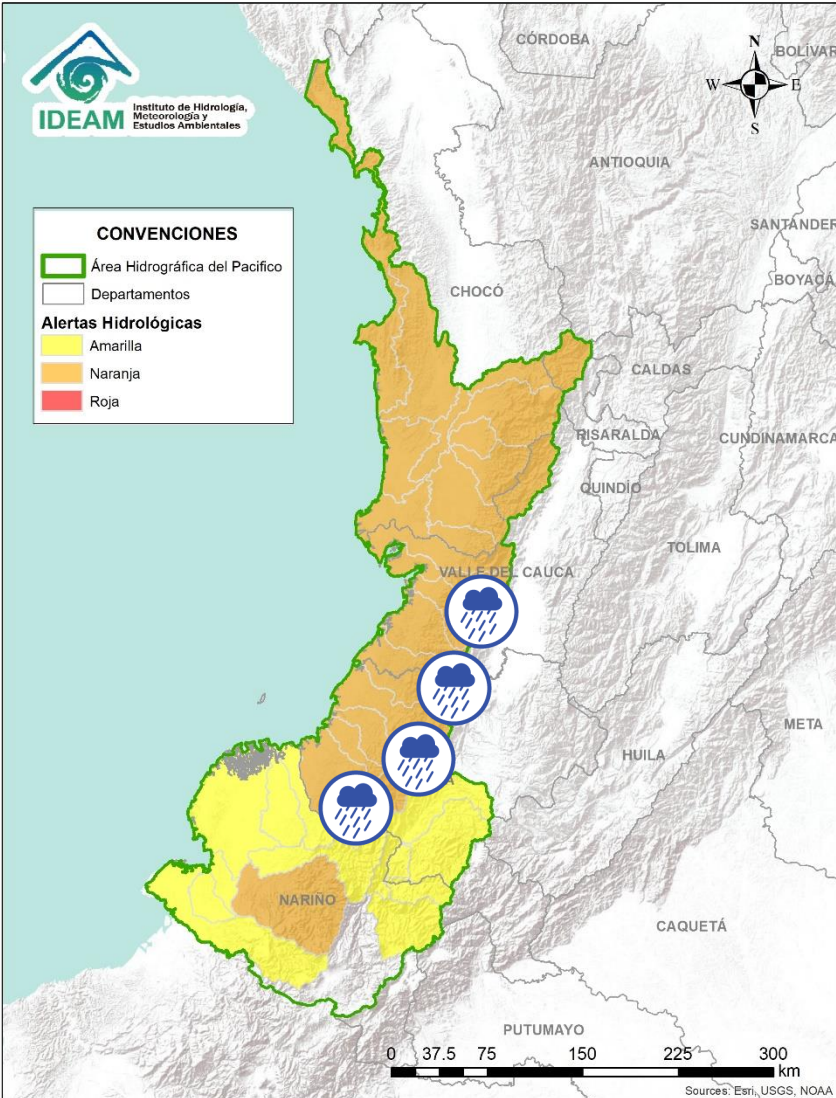 IDEAM
Instituto de Hidrología,
Meteorología y
Estudios Ambientales
CÓRDOBA
BOLÍVAR
N
W
E
S
ANTIOQUIA
SANTANDER
BOYACÁ
CONVENCIONES
Área Hidrográfica del Pacifico
Departamentos
Alertas Hidrológicas
Amarilla
Naranja
Roja
CHOCÓ
CALDAS
RISARALDA
CUNDINAMARCA
QUINDÍO
TOLIMA
VALLE DEL CAUCA
META
HUILA
NARIÑO
CAQUETÁ
PUTUMAYO
0 37.5 75 150 225 300
km
Sources: Esri, USGS, NOAA